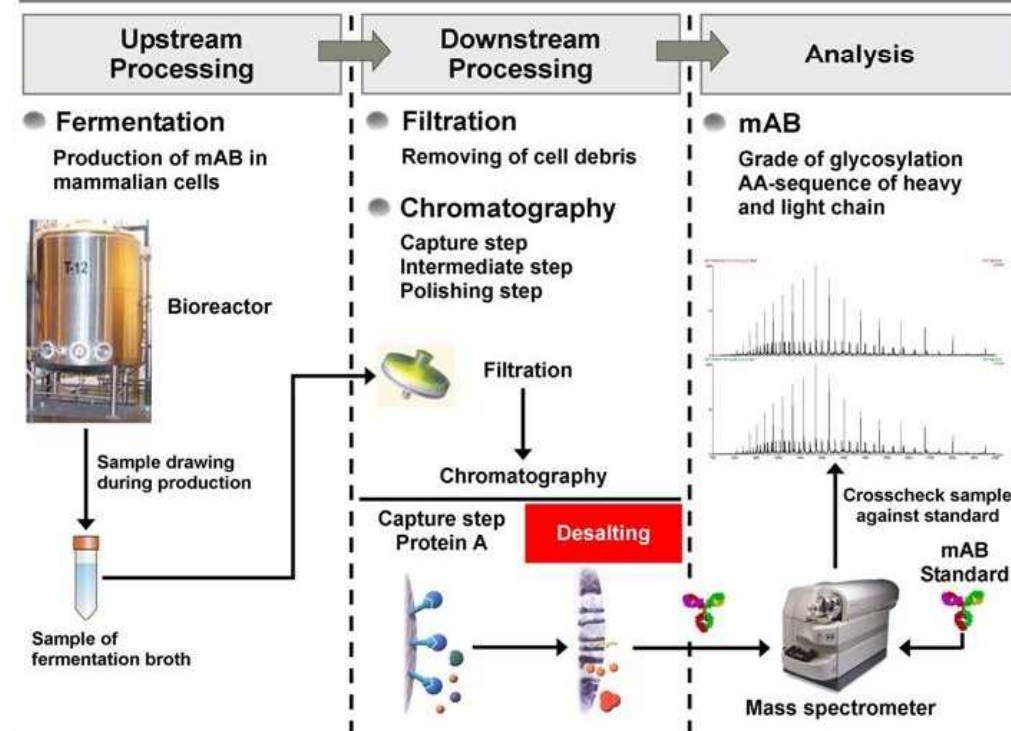 Upstream
Processing
Downstream
Processing
Analysis
Fermentation
Production of mAB in
mammalian cells
T-12
Bioreactor
Sample drawing
during production
Sample of
fermentation broth
Filtration
Removing of cell debris
Chromatography
Capture step
Intermediate step
Polishing step
Filtration
Chromatography
Capture step
Protein A
Desalting
mAB
Grade of glycosylation
AA-sequence of heavy
and light chain
Crosscheck sample
against standard
mAB
Standard
Mass spectrometer